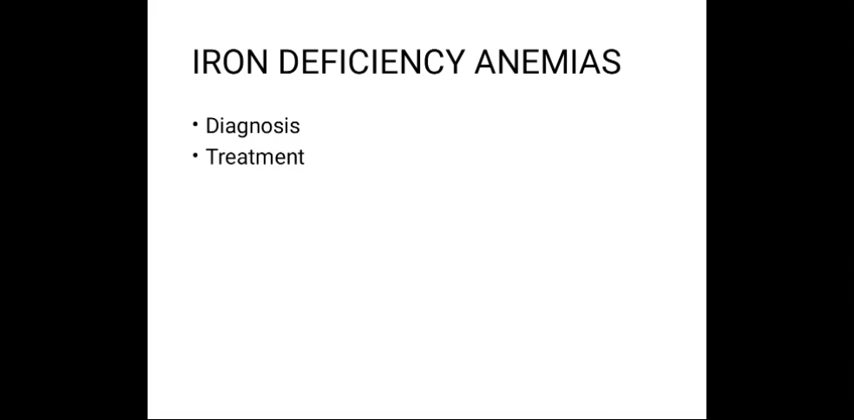 IRON DEFICIENCY ANEMIAS
• Diagnosis
• Treatment